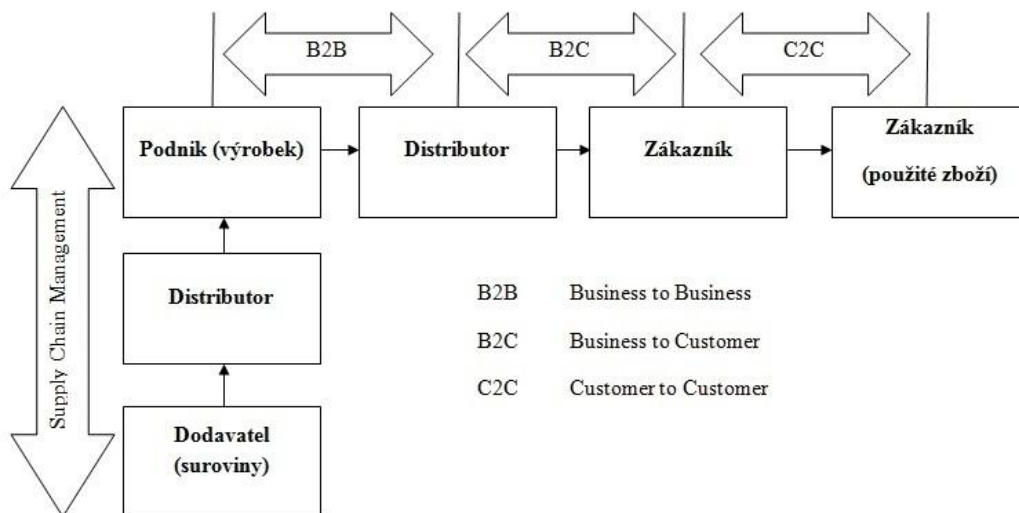 B2B
B2C
C2C
Podnik (výrobek)
Distributor
Zákazník
Zákazník
(použité zboží)
Supply Chain Management
Distributor
B2B Business to Business
B2C Business to Customer
C2C Customer to Customer
Dodavatel
(suroviny)